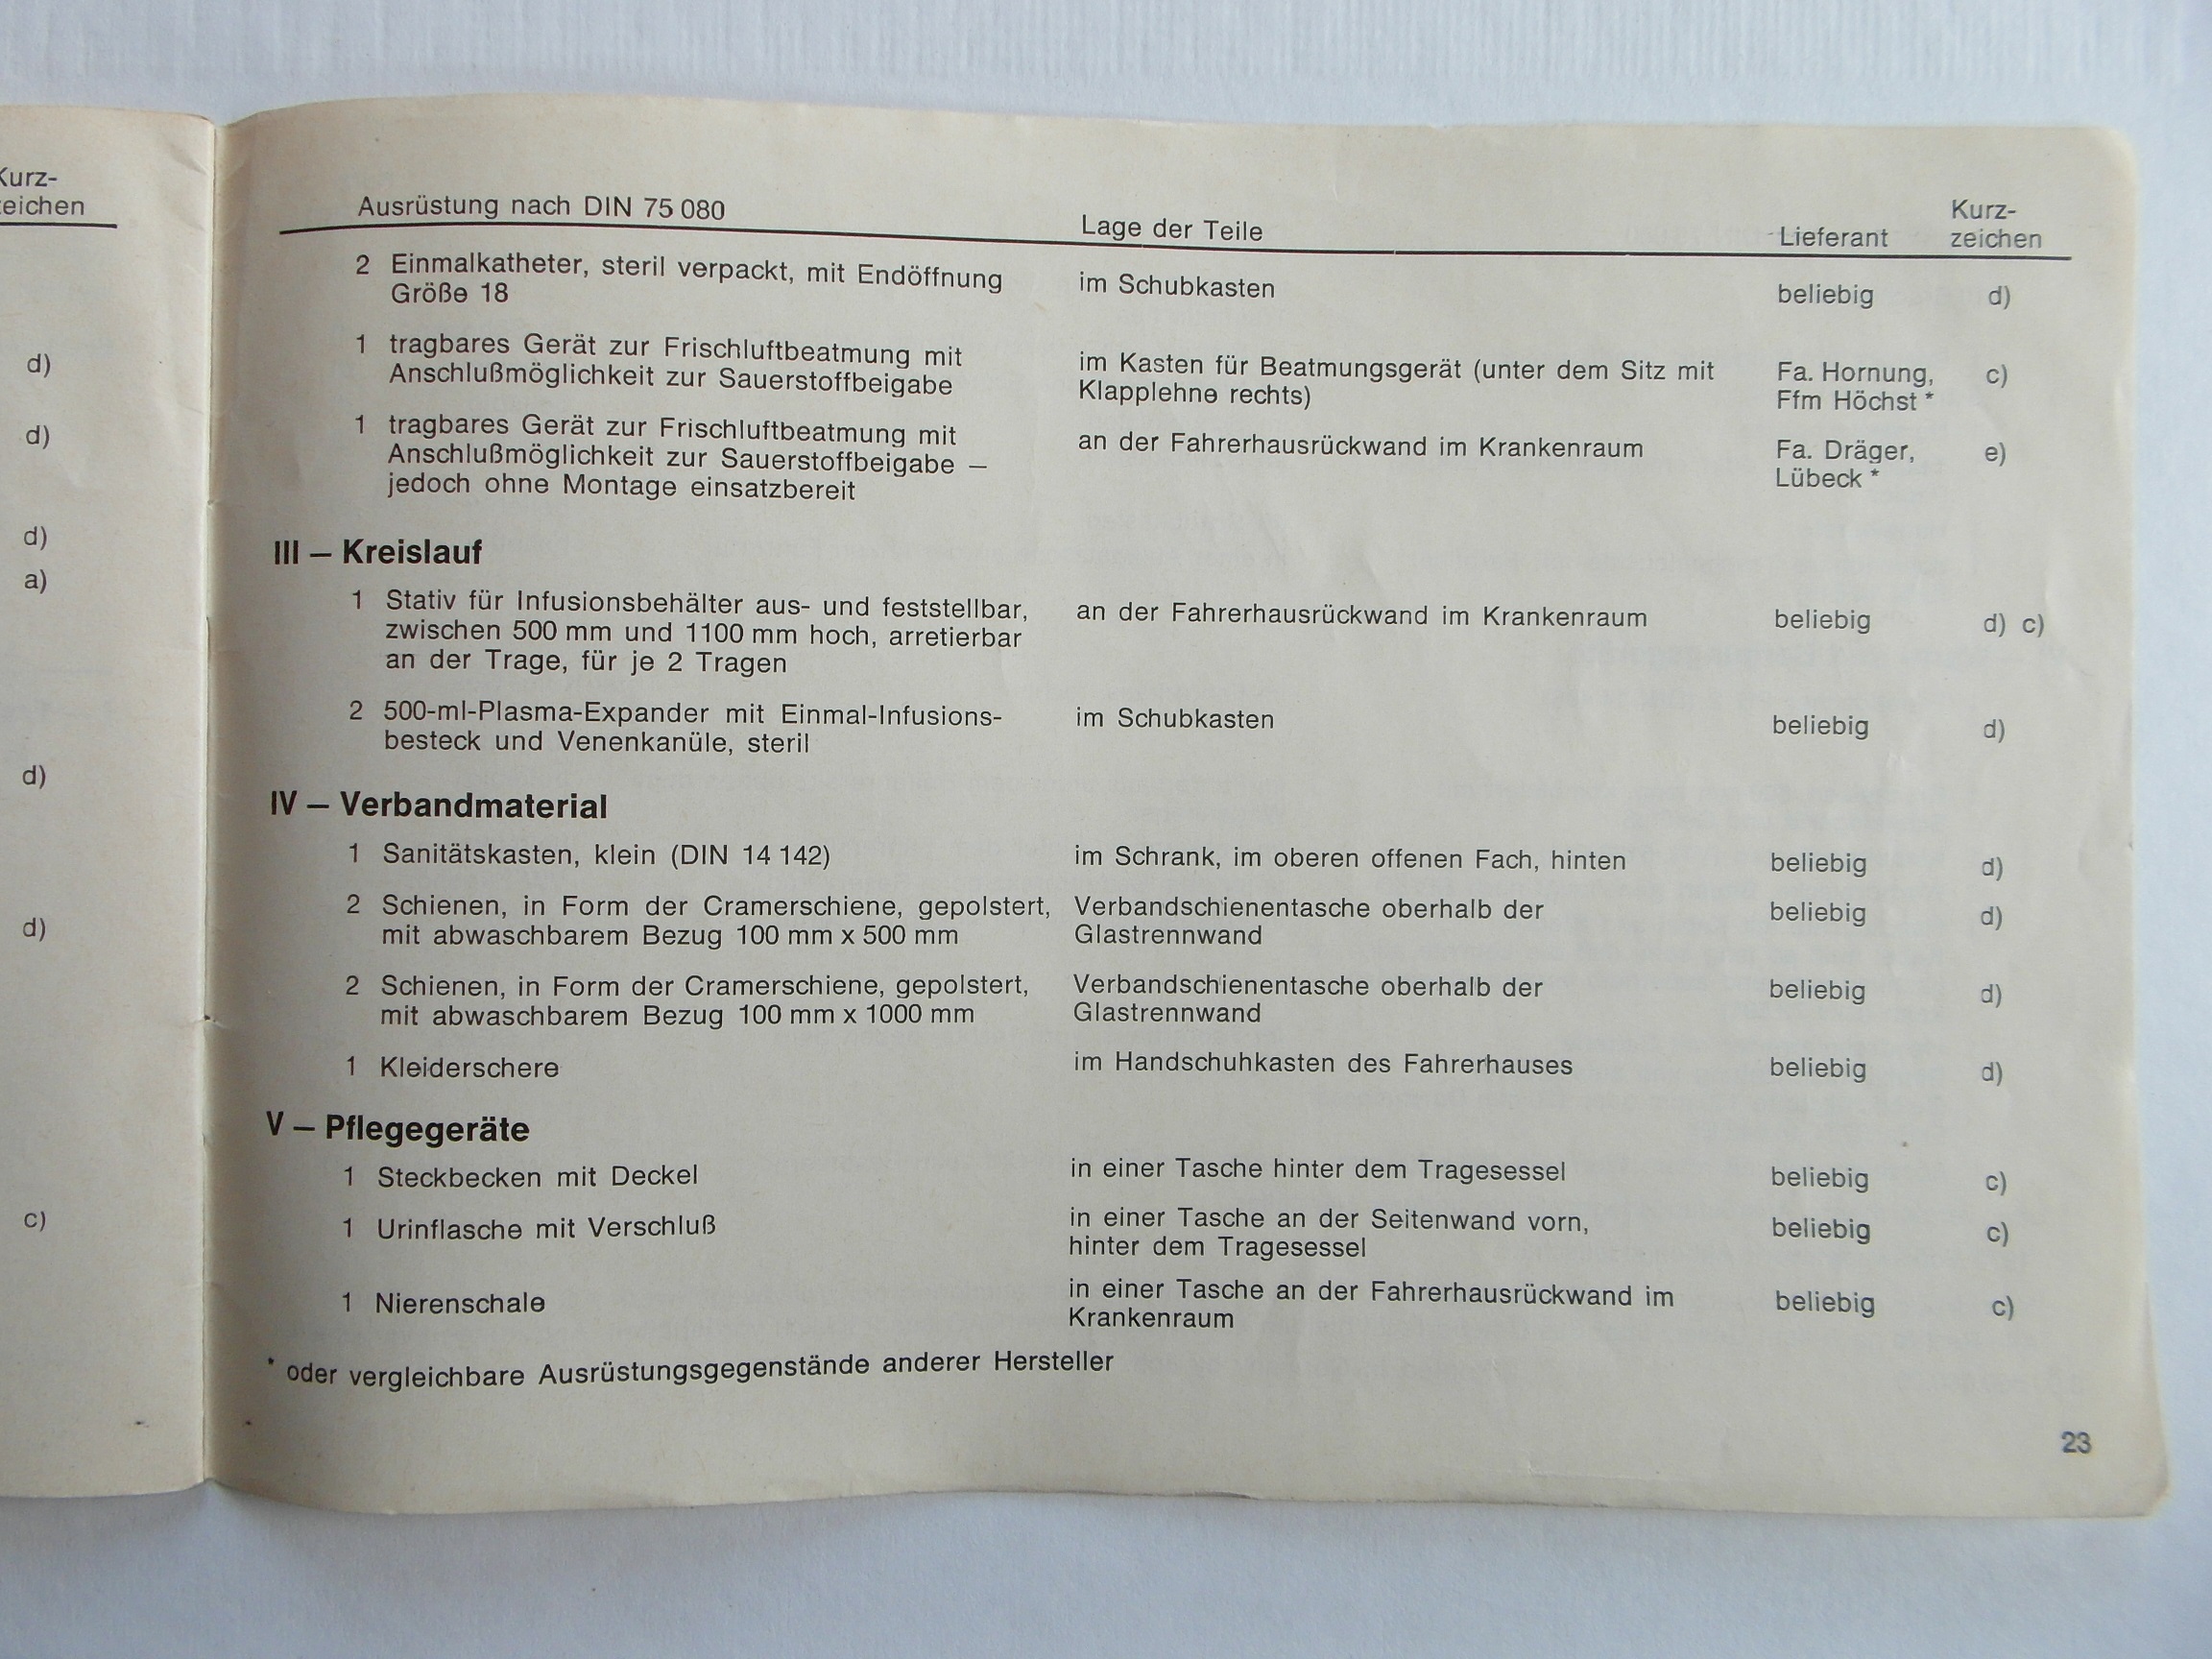 Kurz-
zeichen
d)
d)
d)
a)
d)
d)
c)
Ausrüstung nach DIN 75 080 Lage der Teile Lieferant Kurz-
zeichen
2 Einmalkatheter, steril verpackt, mit Endöffnung im Schubkasten beliebig d)
Größe 18
1 tragbares Gerät zur Frischluftbeatmung mit im Kasten für Beatmungsgerät (unter dem Sitz mit Fa. Hornung, c)
Anschlußmöglichkeit zur Sauerstoffbeigabe Klapplehne rechts) Ffm Höchst *
1 tragbares Gerät zur Frischluftbeatmung mit an der Fahrerhausrückwand im Krankenraum Fa. Dräger, e)
Anschlußmöglichkeit zur Sauerstoffbeigabe — Lübeck *
jedoch ohne Montage einsatzbereit
III — Kreislauf
1 Stativ für Infusionsbehälter aus- und feststellbar, an der Fahrerhausrückwand im Krankenraum beliebig d) c)
zwischen 500 mm und 1100 mm hoch, arretierbar
an der Trage, für je 2 Tragen
2 500-ml-Plasma-Expander mit Einmal-Infusions- im Schubkasten beliebig d)
besteck und Venenkanüle, steril
IV — Verbandmaterial
1 Sanitätskasten, klein (DIN 14 142) im Schrank, im oberen offenen Fach, hinten beliebig d)
2 Schienen, in Form der Cramerschiene, gepolstert, Verbandschienentasche oberhalb der beliebig d)
mit abwaschbarem Bezug 100 mm x 500 mm Glastrennwand
2 Schienen, in Form der Cramerschiene, gepolstert, Verbandschienentasche oberhalb der beliebig d)
mit abwaschbarem Bezug 100 mm x 1000 mm Glastrennwand
1 Kleiderschere im Handschuhkasten des Fahrerhauses beliebig d)
V — Pflegegeräte
1 Steckbecken mit Deckel in einer Tasche hinter dem Tragesessel beliebig c)
1 Urinflasche mit Verschluß in einer Tasche an der Seitenwand vorn, beliebig c)
hinter dem Tragesessel
1 Nierenschale in einer Tasche an der Fahrerhausrückwand im beliebig c)
Krankenraum
* oder vergleichbare Ausrüstungsgegenstände anderer Hersteller
23